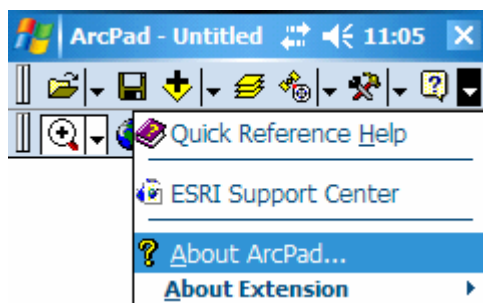 ArcPad - Untitled 11:05
Quick Reference Help
ESRI Support Center
About ArcPad...
About Extension